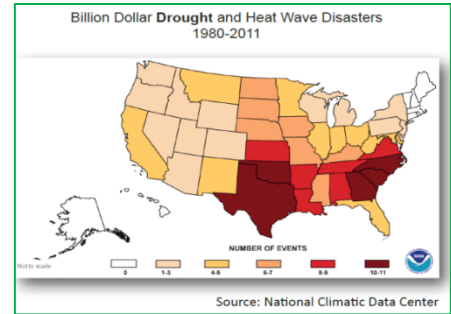 Billion Dollar Drought and Heat Wave Disasters
1980-2011
NUMBER OF EVENTS
Not to scale
0 1-3 4-5 6-7 8-9 10-11
NOAA
Source: National Climatic Data Center